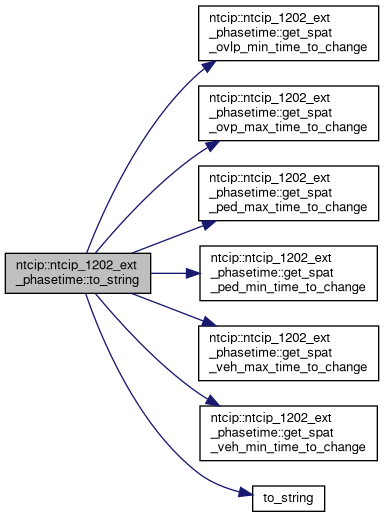 ntcip::ntcip_1202_ext
_phasetime::get_spat
_ovlp_min_time_to_change
ntcip::ntcip_1202_ext
_phasetime::get_spat
_ovp_max_time_to_change
ntcip::ntcip_1202_ext
_phasetime::get_spat
_ped_max_time_to_change
ntcip::ntcip_1202_ext
_phasetime::to_string
ntcip::ntcip_1202_ext
_phasetime::get_spat
_ped_min_time_to_change
ntcip::ntcip_1202_ext
_phasetime::get_spat
_veh_max_time_to_change
ntcip::ntcip_1202_ext
_phasetime::get_spat
_veh_min_time_to_change
to_string